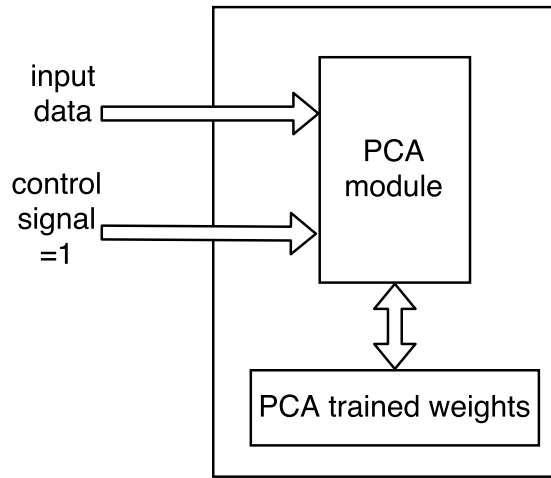 input
data
control
signal
=1
PCA
module
PCA trained weights